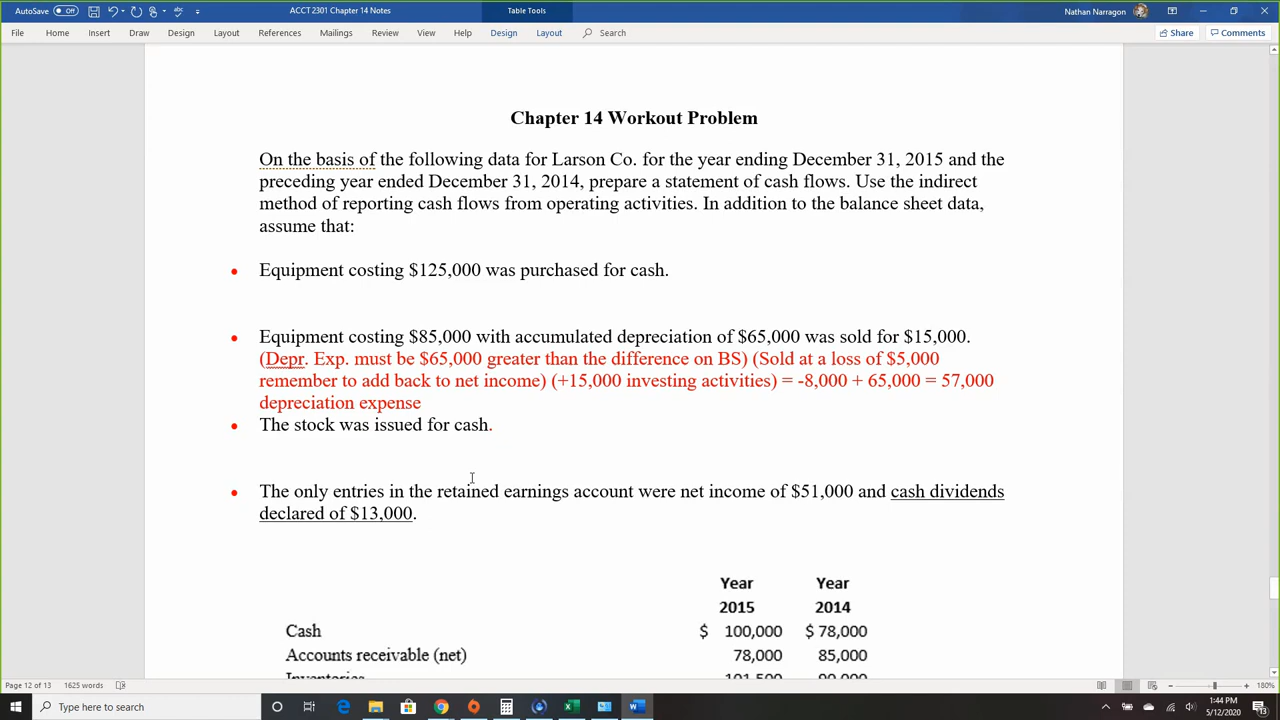 AutoSave Off
ACCT 2301 Chapter 14 Notes
Table Tools
Nathan Narragon
File Home Insert Draw Design Layout References Mailings Review View Help Design Layout Search
Share Comments
Chapter 14 Workout Problem
On the basis of the following data for Larson Co. for the year ending December 31, 2015 and the
preceding year ended December 31, 2014, prepare a statement of cash flows. Use the indirect
method of reporting cash flows from operating activities. In addition to the balance sheet data,
assume that:
• Equipment costing $125,000 was purchased for cash.
• Equipment costing $85,000 with accumulated depreciation of $65,000 was sold for $15,000.
(Depr. Exp. must be $65,000 greater than the difference on BS) (Sold at a loss of $5,000
remember to add back to net income) (+15,000 investing activities) = -8,000 + 65,000 = 57,000
depreciation expense
• The stock was issued for cash.
• The only entries in the retained earnings account were net income of $51,000 and cash dividends
declared of $13,000.
Year Year
2015 2014
Cash $ 100,000 $ 78,000
Accounts receivable (net) 78,000 85,000
Inventories 101,500 90,000
Page 12 of 13 1625 words
180%
Type here to search
1:44 PM
5/12/2020